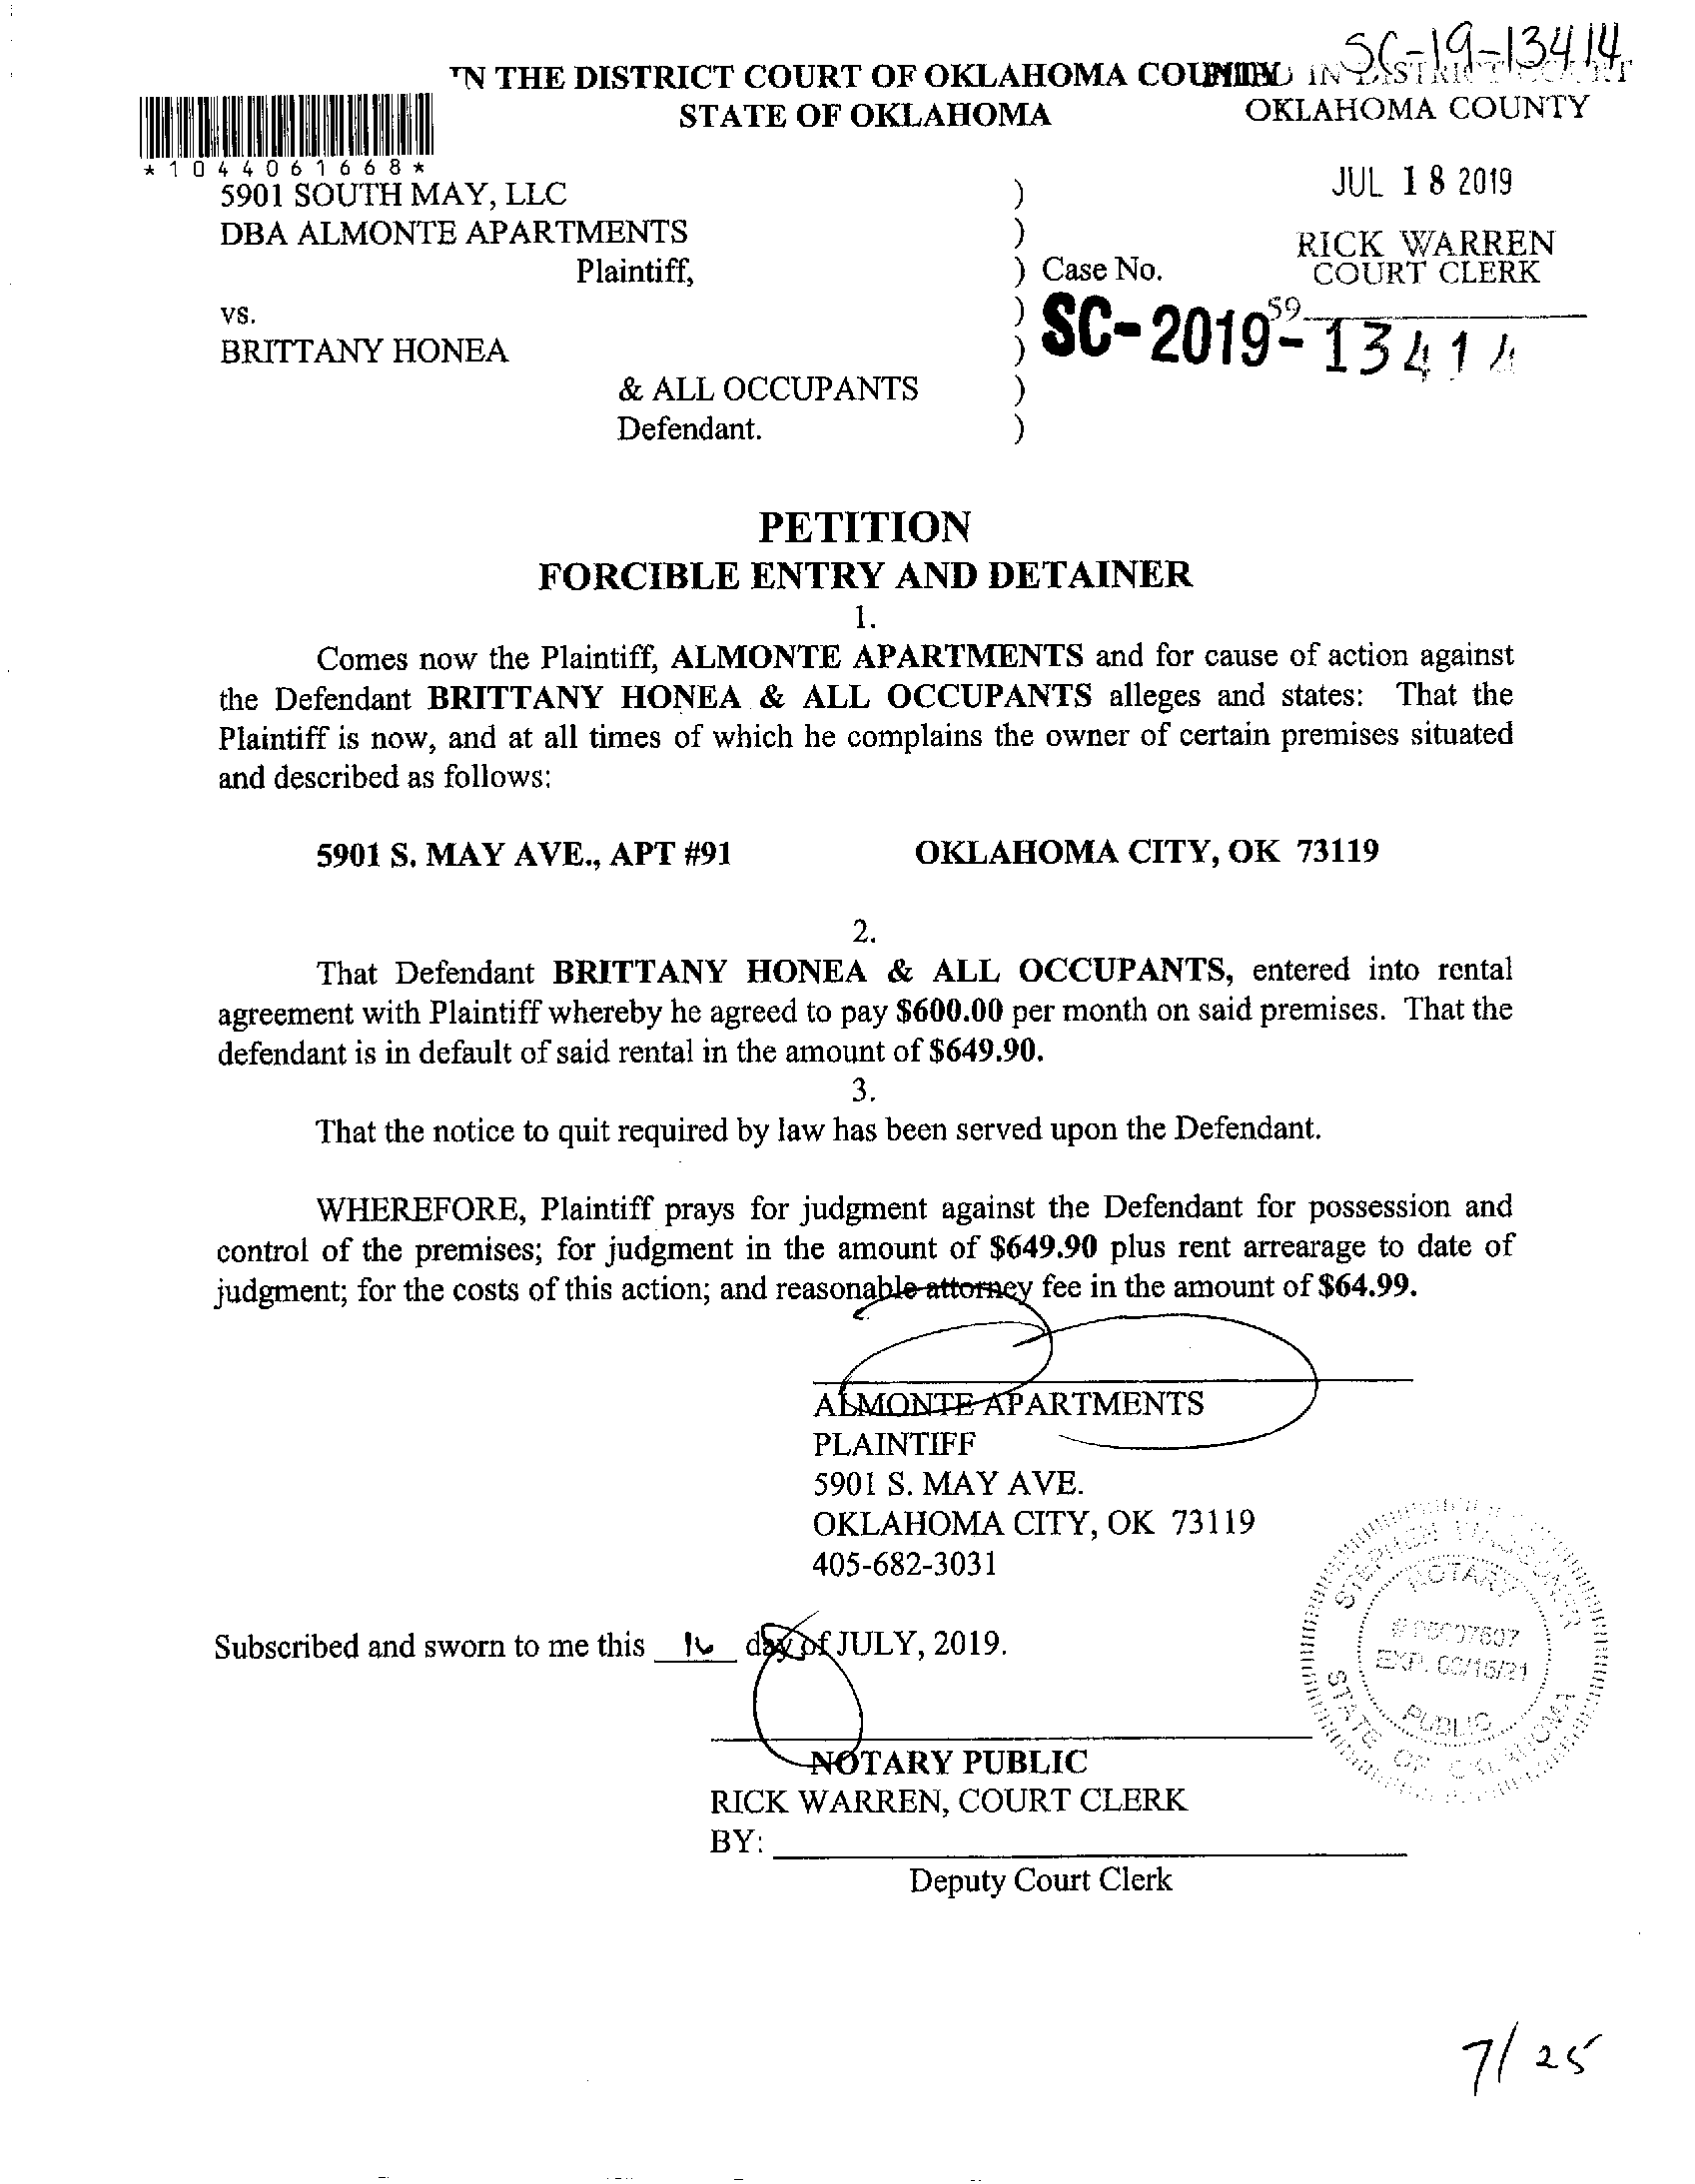 SC-19-13414
IN THE DISTRICT COURT OF OKLAHOMA COUNTY
IN DISTRICT COURT
STATE OF OKLAHOMA
OKLAHOMA COUNTY
*1044061668*
JUL 18 2019
5901 SOUTH MAY, LLC )
DBA ALMONTE APARTMENTS )
RICK WARREN
COURT CLERK
Plaintiff, ) Case No.
vs. )
59
SC-2019-13414
BRITTANY HONEA )
& ALL OCCUPANTS )
Defendant. )
PETITION
FORCIBLE ENTRY AND DETAINER
1.
Comes now the Plaintiff, ALMONTE APARTMENTS and for cause of action against
the Defendant BRITTANY HONEA & ALL OCCUPANTS alleges and states: That the
Plaintiff is now, and at all times of which he complains the owner of certain premises situated
and described as follows:
5901 S. MAY AVE., APT #91 OKLAHOMA CITY, OK 73119
2.
That Defendant BRITTANY HONEA & ALL OCCUPANTS, entered into rental
agreement with Plaintiff whereby he agreed to pay $600.00 per month on said premises. That the
defendant is in default of said rental in the amount of $649.90.
3.
That the notice to quit required by law has been served upon the Defendant.
WHEREFORE, Plaintiff prays for judgment against the Defendant for possession and
control of the premises; for judgment in the amount of $649.90 plus rent arrearage to date of
judgment; for the costs of this action; and reasonable attorney fee in the amount of $64.99.
ALMONTE APARTMENTS
PLAINTIFF
5901 S. MAY AVE.
OKLAHOMA CITY, OK 73119
405-682-3031
STEPHEN
NOTARY
PUBLIC
STATE OF OKLAHOMA
Subscribed and sworn to me this 16 day of JULY, 2019.
NOTARY PUBLIC
RICK WARREN, COURT CLERK
BY:
Deputy Court Clerk
7/25